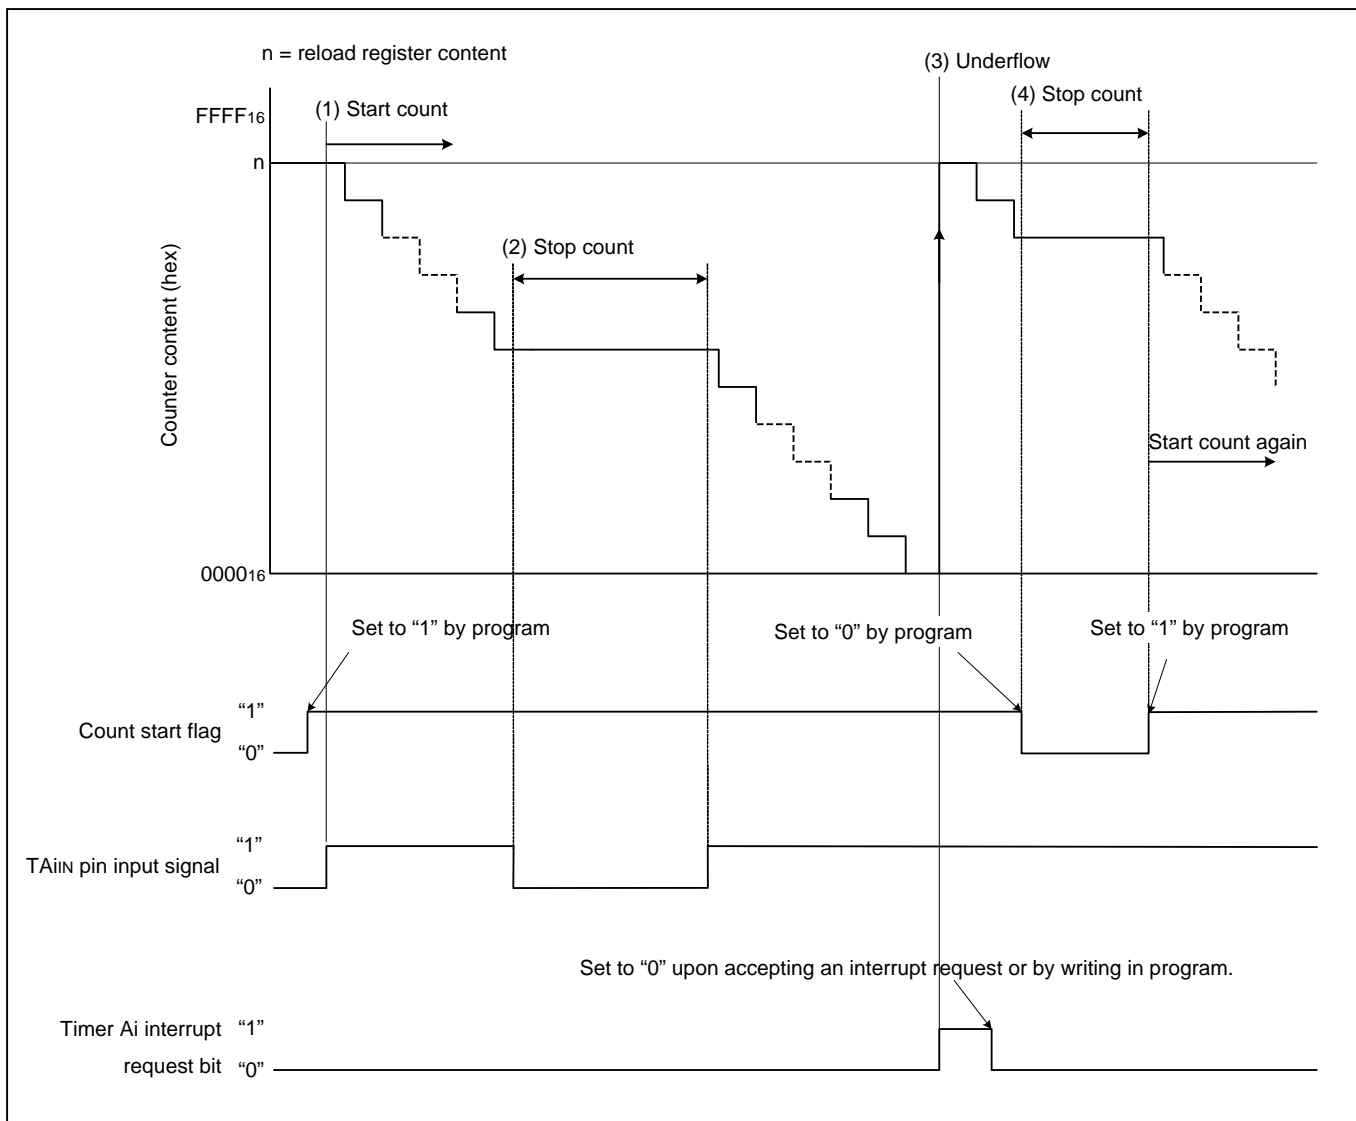 n = reload register content
(3) Underflow
(4) Stop count
FFFF16
(1) Start count
n
(2) Stop count
Counter content (hex)
Start count again
000016
Set to “1” by program
Set to “0” by program
Set to “1” by program
“1”
Count start flag
“0”
“1”
TAiIN pin input signal
“0”
Set to “0” upon accepting an interrupt request or by writing in program.
Timer Ai interrupt “1”
request bit “0”